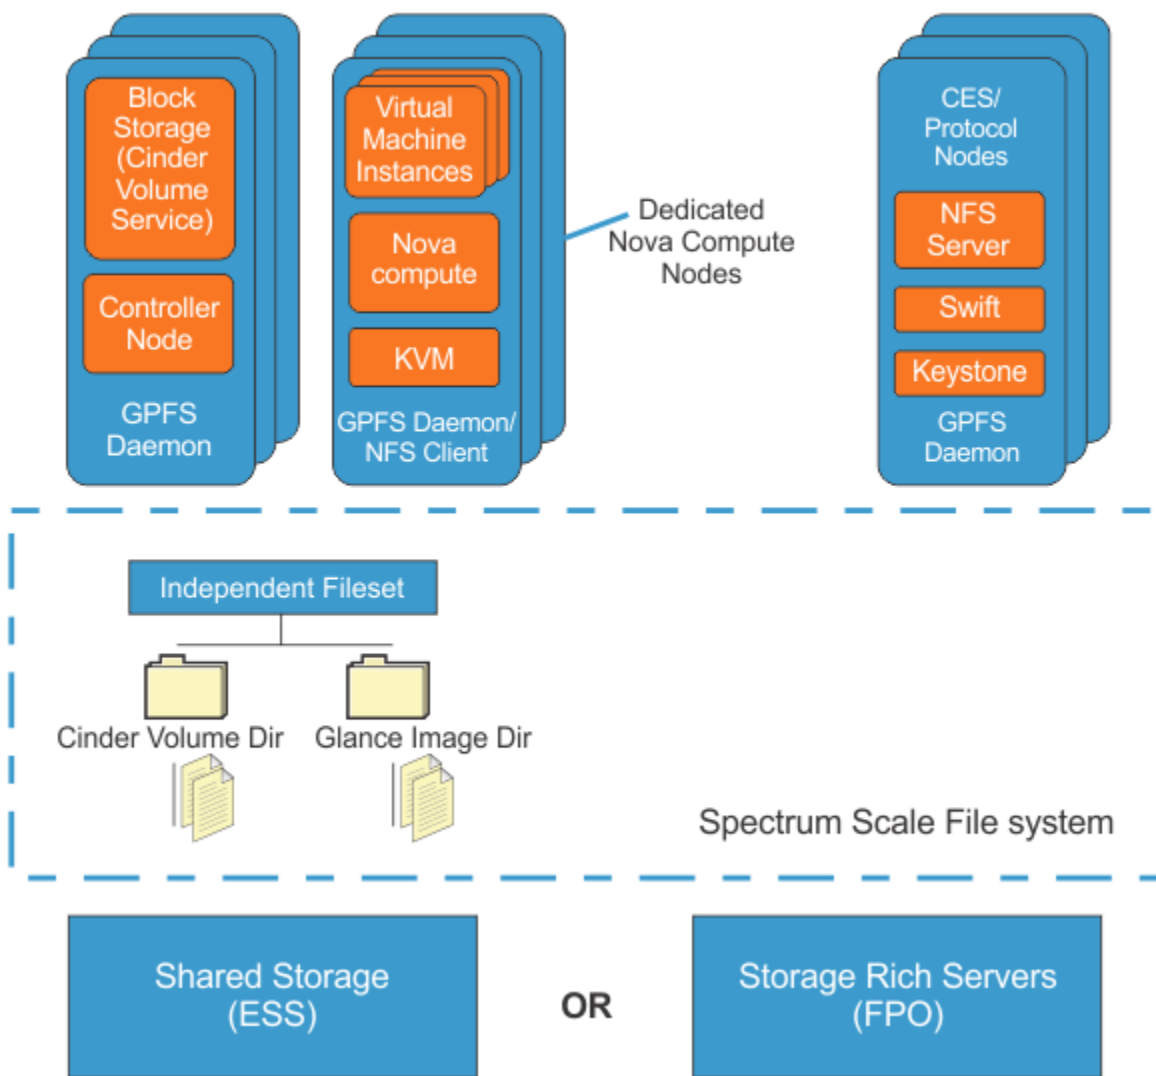 Block
Storage
(Cinder
Volume
Service)
Controller
Node
GPFS
Daemon
Virtual
Machine
Instances
Nova
compute
KVM
GPFS Daemon/
NFS Client
Dedicated
Nova Compute
Nodes
CES/
Protocol
Nodes
NFS
Server
Swift
Keystone
GPFS
Daemon
Independent Fileset
Cinder Volume Dir
Glance Image Dir
Spectrum Scale File system
Shared Storage
(ESS)
OR
Storage Rich Servers
(FPO)